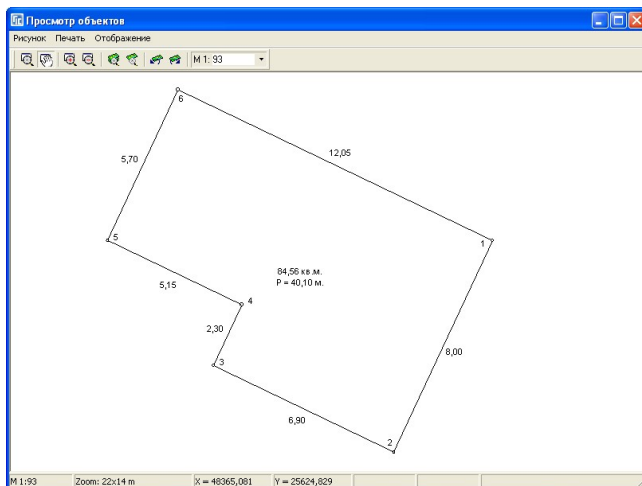 Просмотр объектов
Рисунок Печать Отображение
М 1: 93
6
12,05
5,70
5
1
84,56 кв.м.
P = 40,10 м.
5,15
4
2,30
8,00
3
6,90
2
М 1:93 Zoom: 22x14 m X = 48365,081 Y = 25624,829